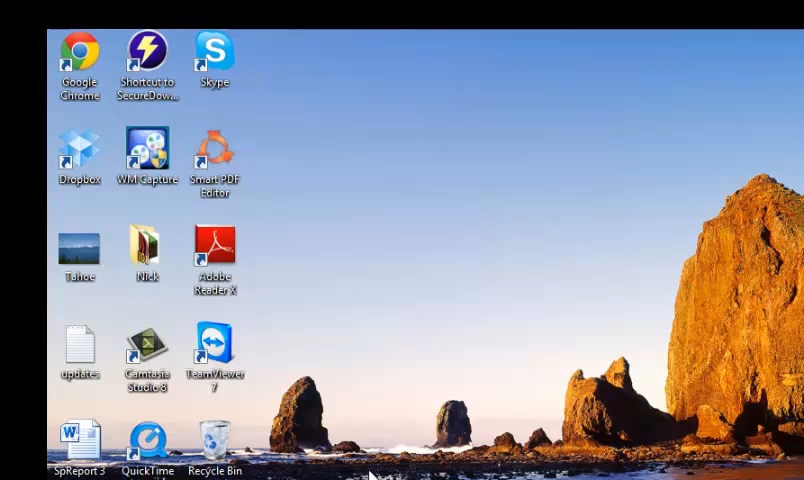 Google
Chrome
Shortcut to
SecureDow...
Skype
Dropbox
WM Capture
Smart PDF
Editor
Tahoe
Nick
Adobe
Reader X
updates
Camtasia
Studio 8
TeamViewer
7
SpReport 3
QuickTime
Recycle Bin